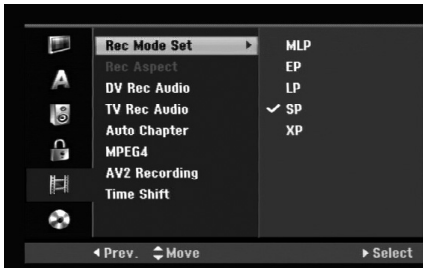 Rec Mode Set
Rec Aspect
DV Rec Audio
TV Rec Audio
Auto Chapter
MPEG4
AV2 Recording
Time Shift
MLP
EP
LP
SP
XP
A
Prev. Move Select